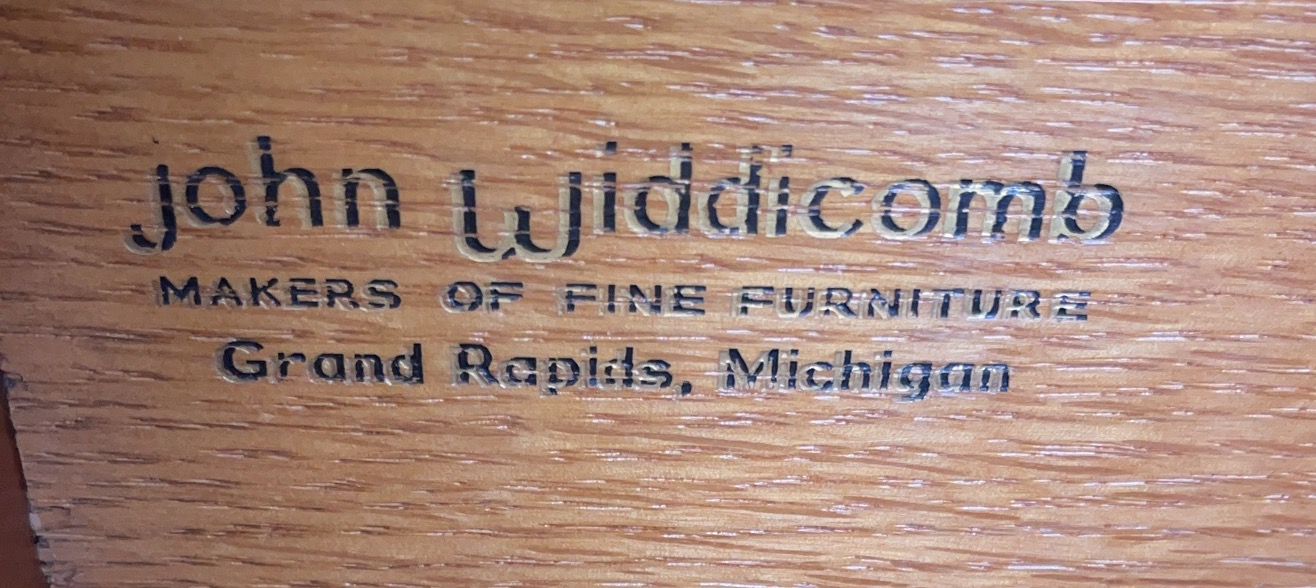 john widdicomb
MAKERS OF FINE FURNITURE
Grand Rapids, Michigan